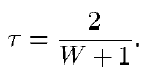 τ = 2 / (W + 1).